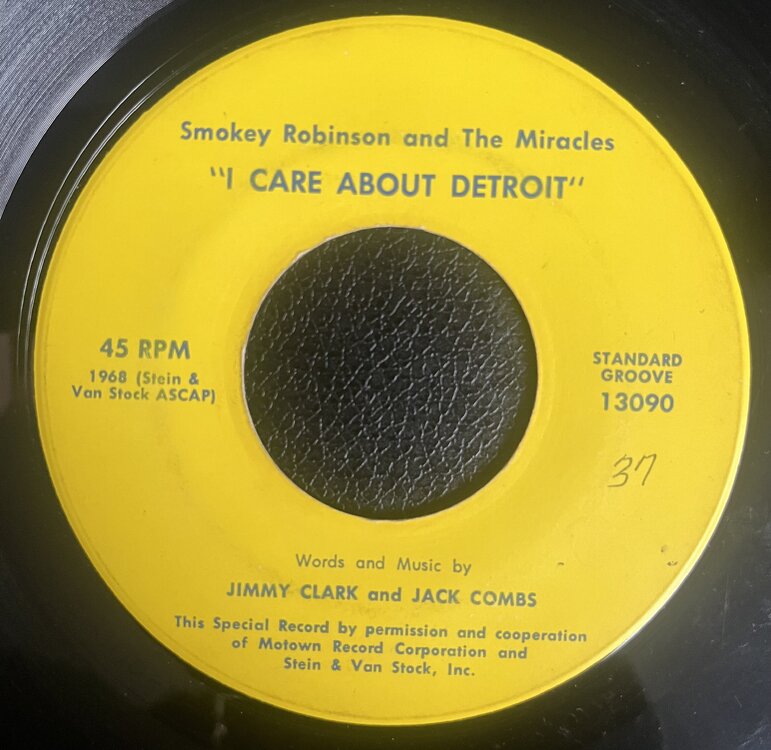 Smokey Robinson and The Miracles
"I CARE ABOUT DETROIT"
45 RPM
1968 (Stein &
Van Stock ASCAP)
STANDARD
GROOVE
13090
37
Words and Music by
JIMMY CLARK and JACK COMBS
This Special Record by permission and cooperation
of Motown Record Corporation and
Stein & Van Stock, Inc.